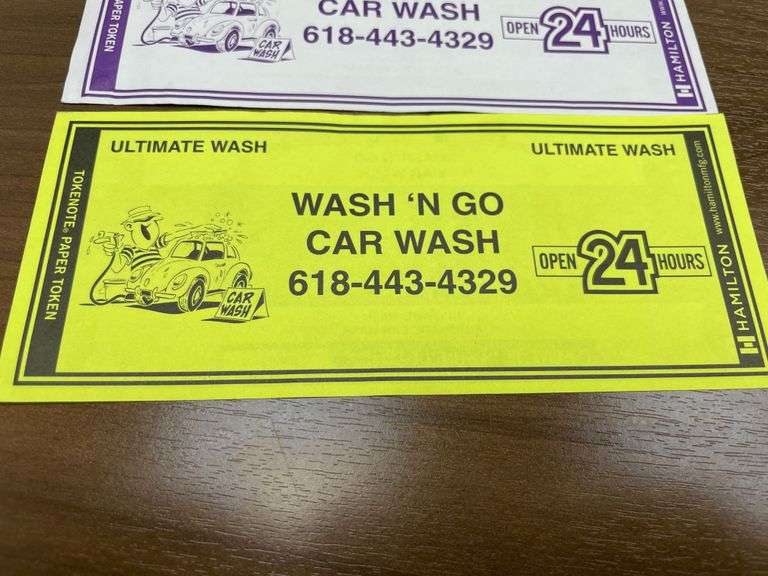 PAPER TOKEN
CAR WASH
CAR WASH
618-443-4329
OPEN 24 HOURS
HAMILTON www.
ULTIMATE WASH
ULTIMATE WASH
TOKENOTE® PAPER TOKEN
WASH 'N GO
CAR WASH
618-443-4329
CAR WASH
OPEN 24 HOURS
HAMILTON www.hamiltonmfg.com